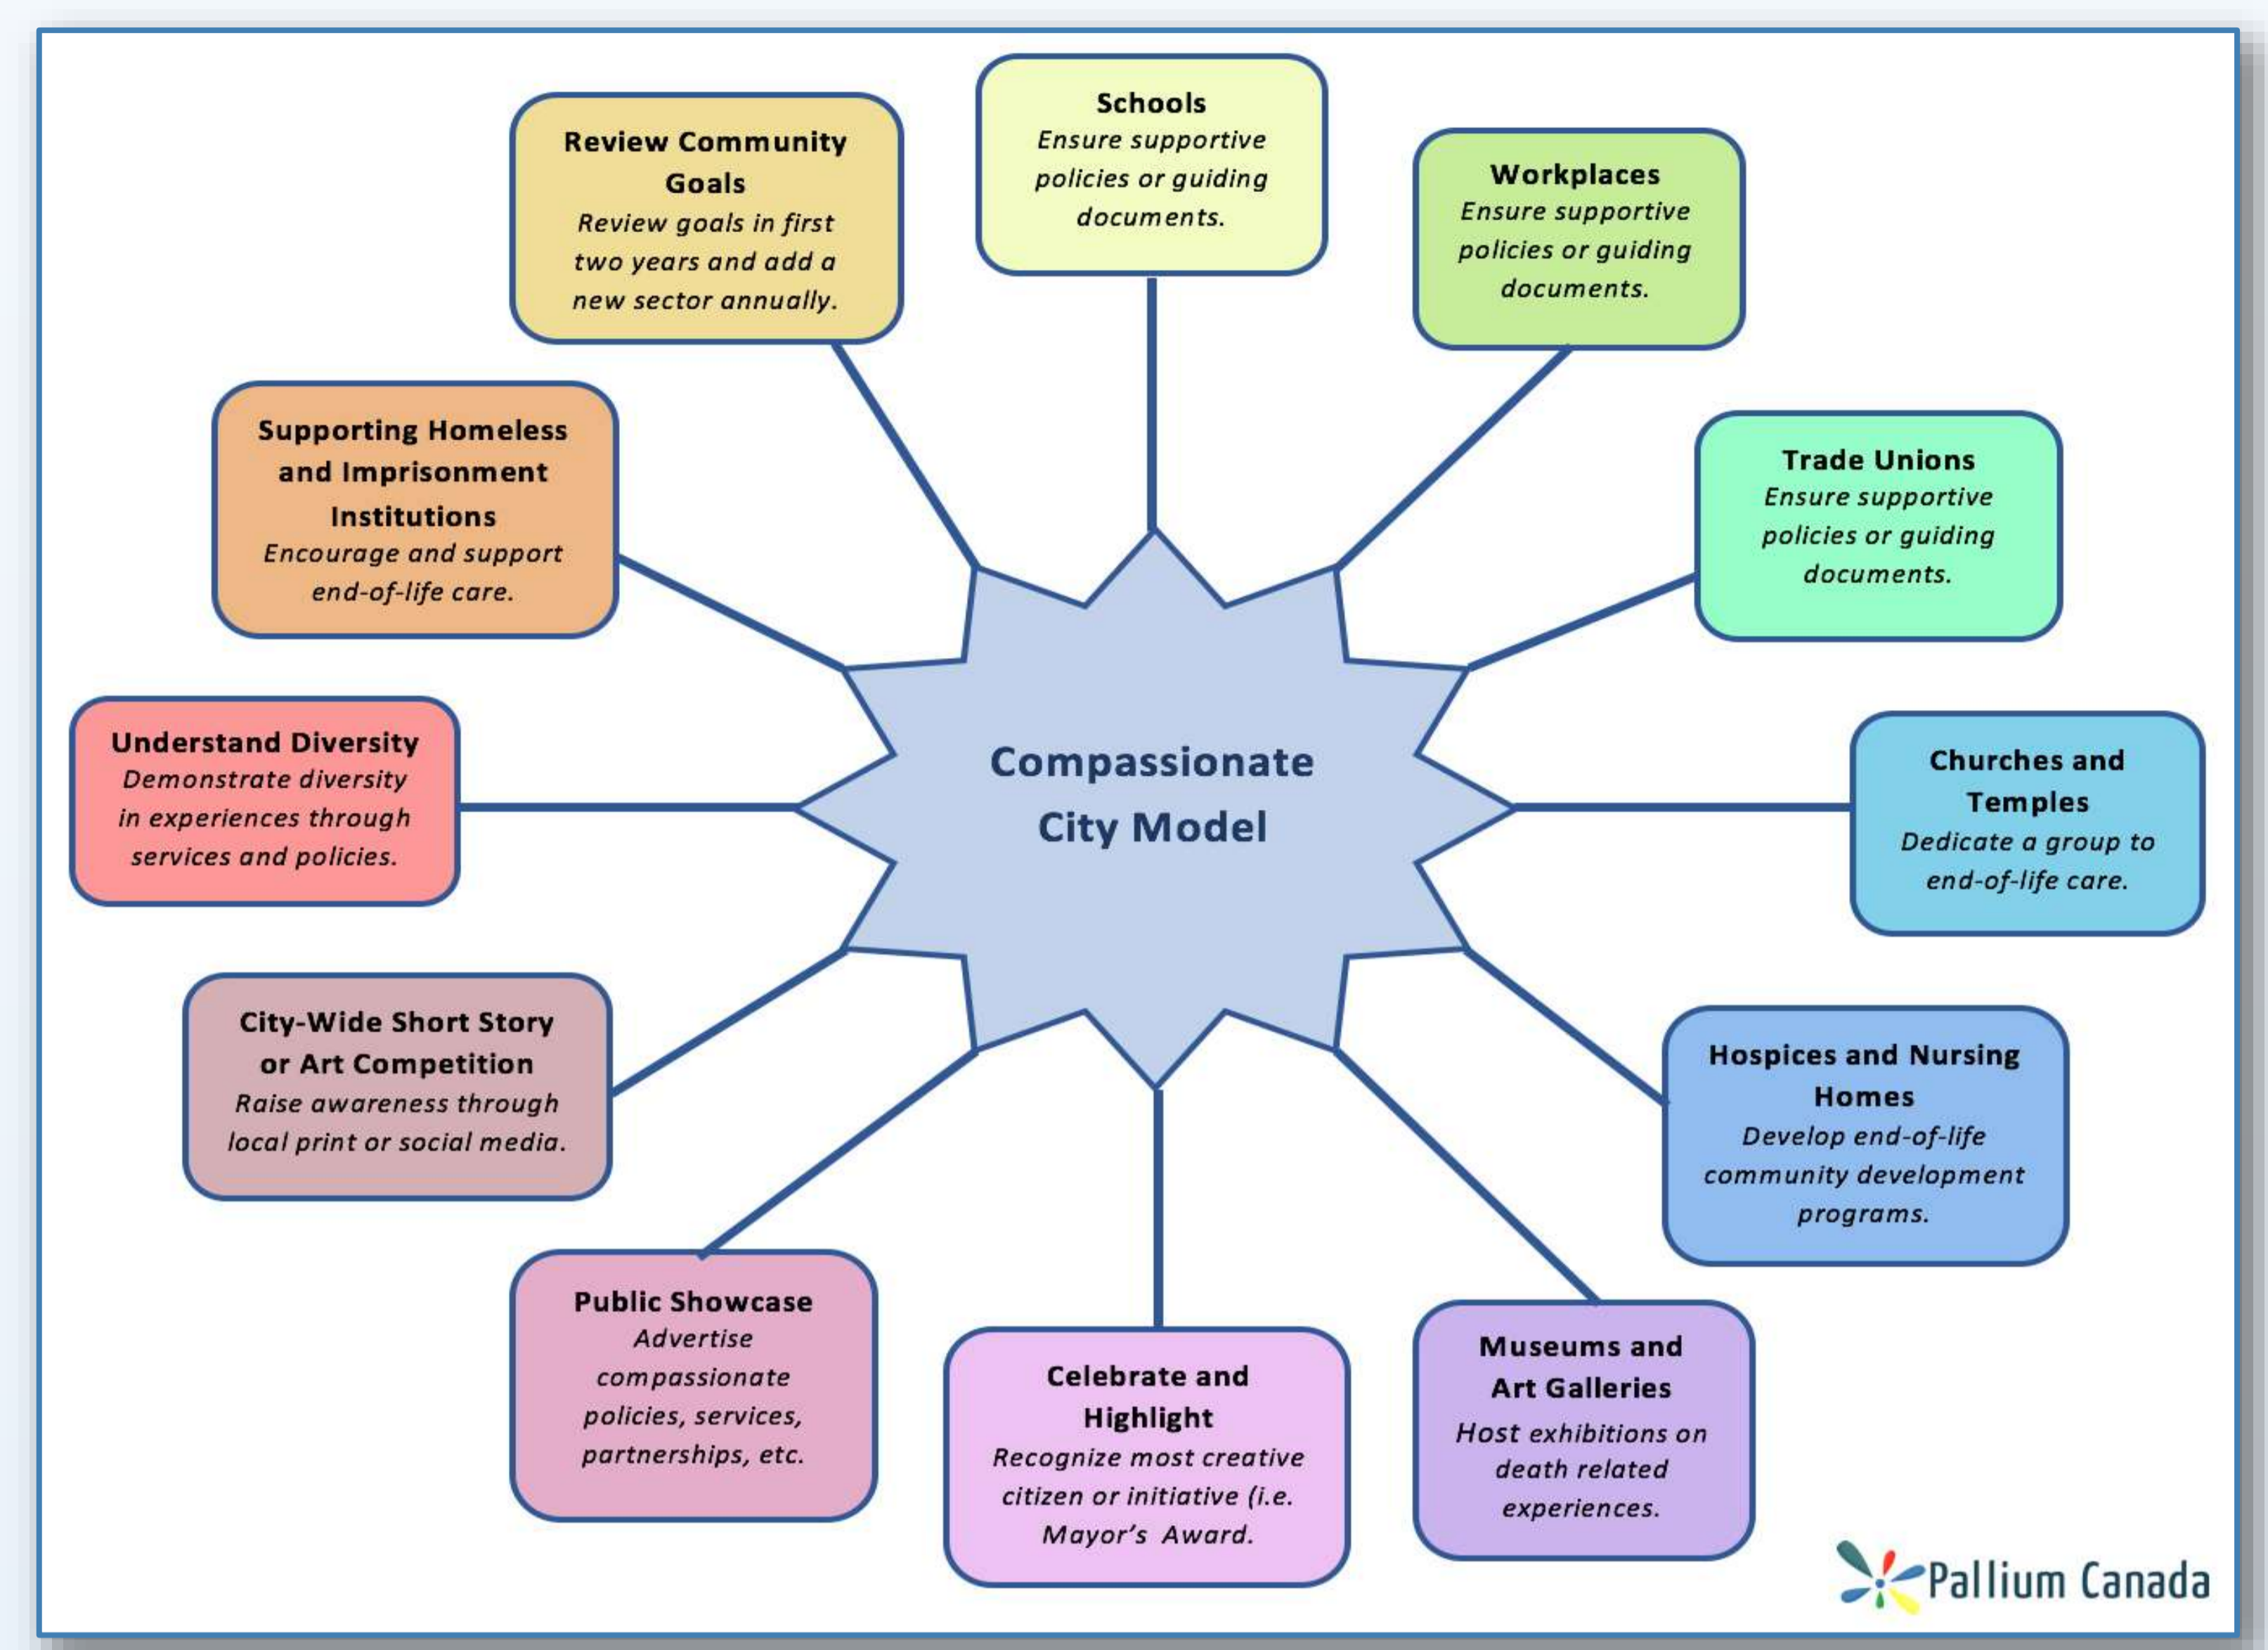 Schools
Ensure supportive
policies or guiding
documents.
Workplaces
Ensure supportive
policies or guiding
documents.
Trade Unions
Ensure supportive
policies or guiding
documents.
Churches and
Temples
Dedicate a group to
end-of-life care.
Hospices and Nursing
Homes
Develop end-of-life
community development
programs.
Museums and
Art Galleries
Host exhibitions on
death related
experiences.
Celebrate and
Highlight
Recognize most creative
citizen or initiative (i.e.
Mayor's Award.
Public Showcase
Advertise
compassionate
policies, services,
partnerships, etc.
City-Wide Short Story
or Art Competition
Raise awareness through
local print or social media.
Understand Diversity
Demonstrate diversity
in experiences through
services and policies.
Supporting Homeless
and Imprisonment
Institutions
Encourage and support
end-of-life care.
Review Community
Goals
Review goals in first
two years and add a
new sector annually.
Compassionate
City Model
Pallium Canada